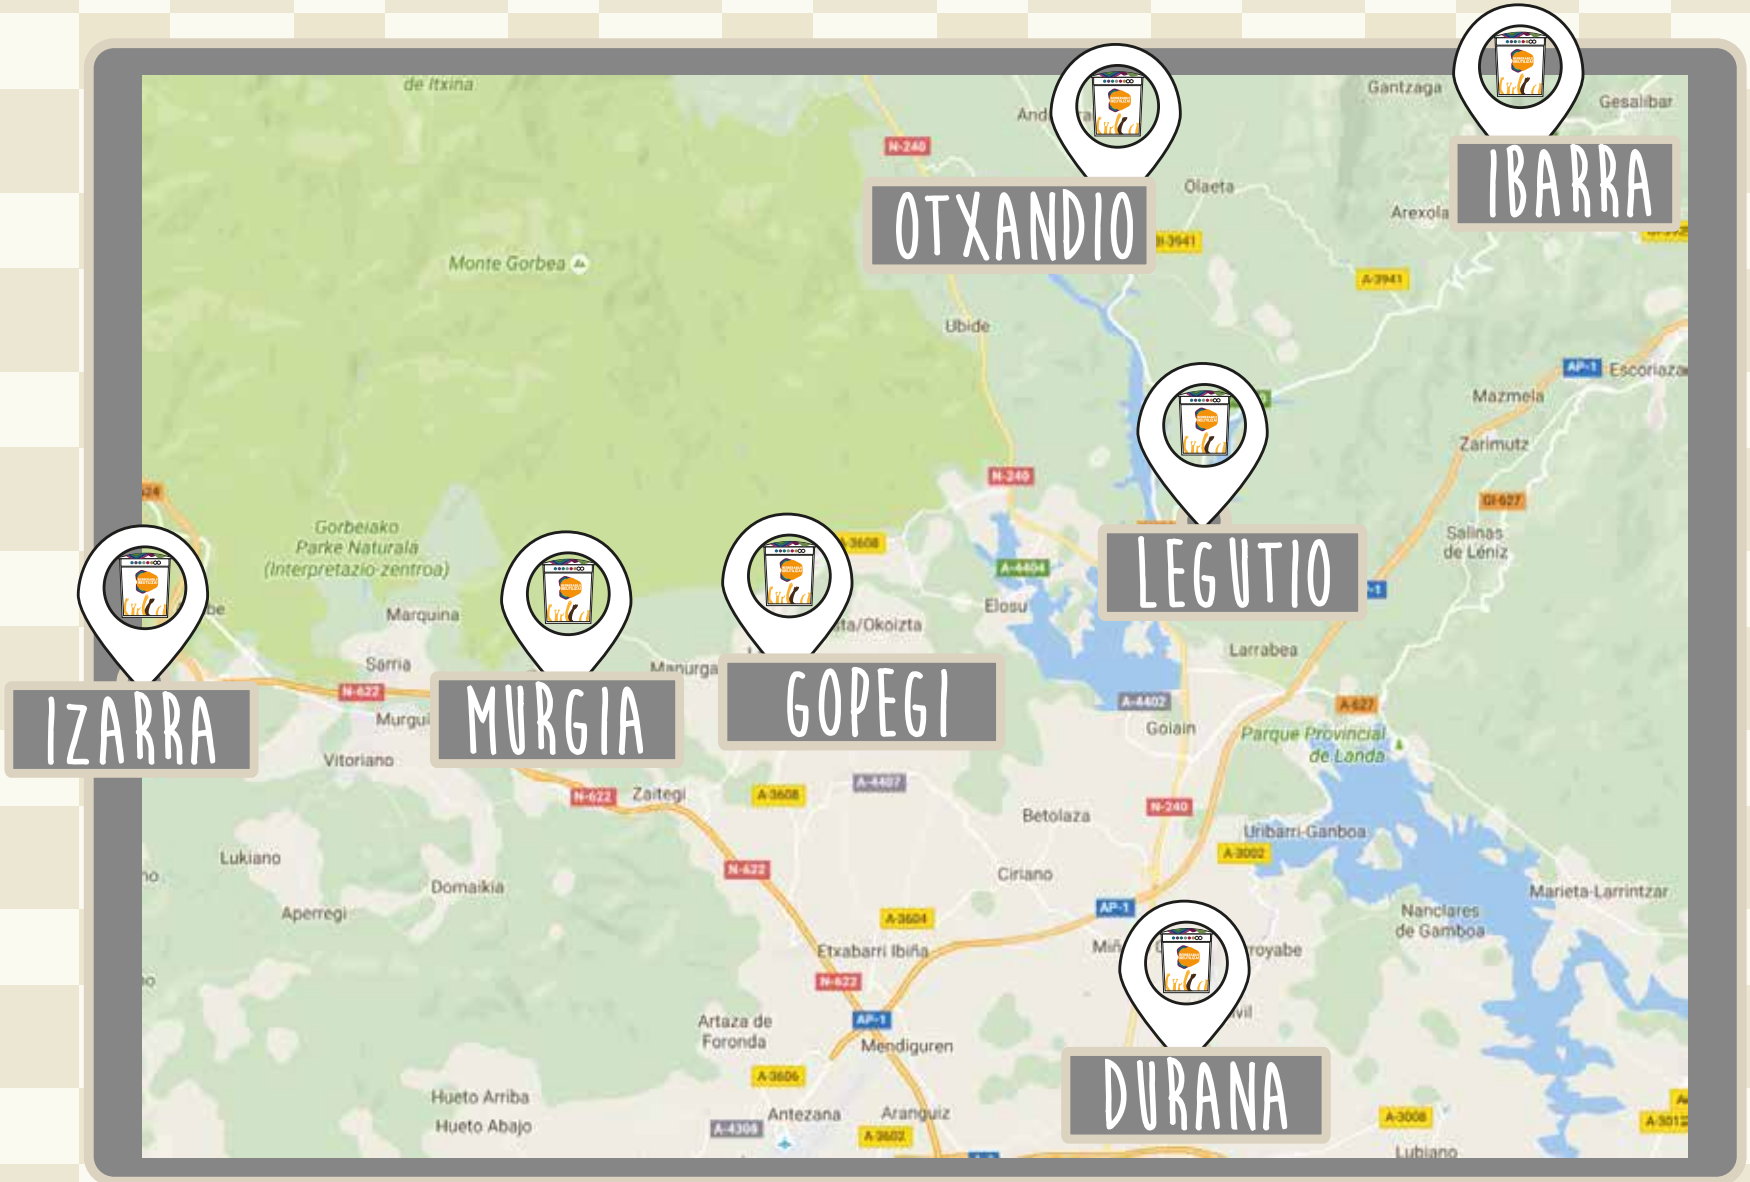 de Itxina
Gantzaga
Gesalibar
N-240
Olaeta
IBARRA
Arexola
OTXANDIO
A-3941
Monte Gorbea
Ubide
AP-1
Escoriaza
Mazmela
Zarimutz
N-240
GI-627
Gorbeiako
Parke Naturala
(Interpretazio-zentroa)
Salinas
de Léniz
A-4404
LEGUTIO
Elosu
Marquina
Larrabea
Sarria
Manurga
N-622
GOPEGI
IZARRA
MURGIA
A-4402
A-627
Goiain
Parque Provincial
de Landa
Vitoriano
N-622
Zaitegi
A-3608
A-4407
N-240
Betolaza
Uribarri-Ganboa
A-3002
Lukiano
N-622
Ciriano
Domaikia
Marieta-Larrintzar
Aperregi
A-3604
AP-1
Nanclares
de Gamboa
Etxabarri Ibiña
N-622
AP-1
Artaza de
Foronda
Mendiguren
A-3606
DURANA
Hueto Arriba
Hueto Abajo
A-4308
Antezana
Aranguiz
A-3602
A-3008
Lubiano